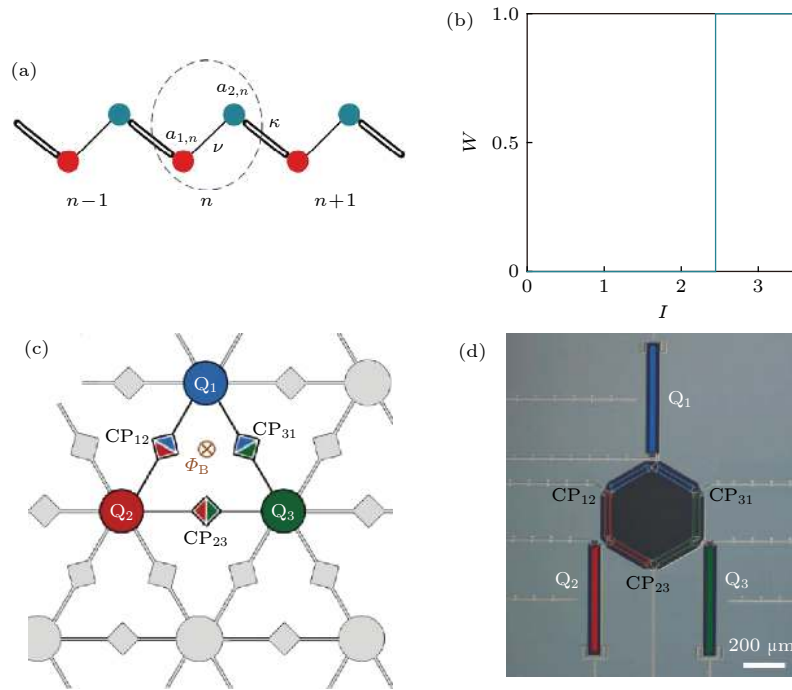 (a)
a1,n
a2,n
ν
κ
n−1
n
n+1
(b)
1.0
0.5
0
W
0
1
2
3
I
(c)
Q1
CP12
CP31
ΦB
Q2
Q3
CP23
(d)
Q1
CP12
CP31
Q2
CP23
Q3
200 μm